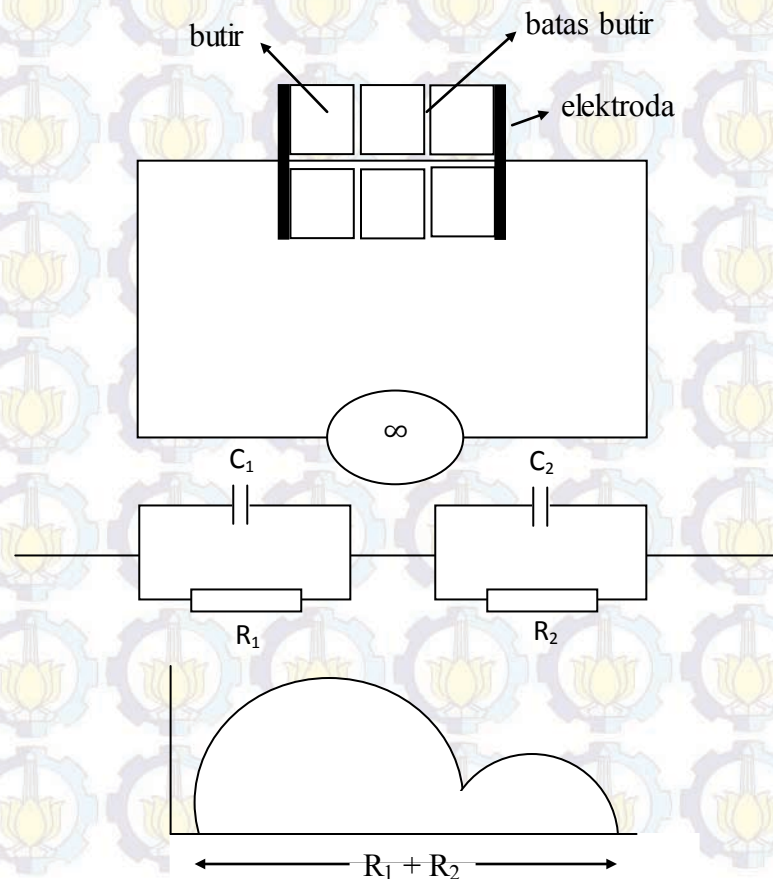 butir
batas butir
elektroda
∞
C₁
C₂
R₁
R₂
R₁ + R₂